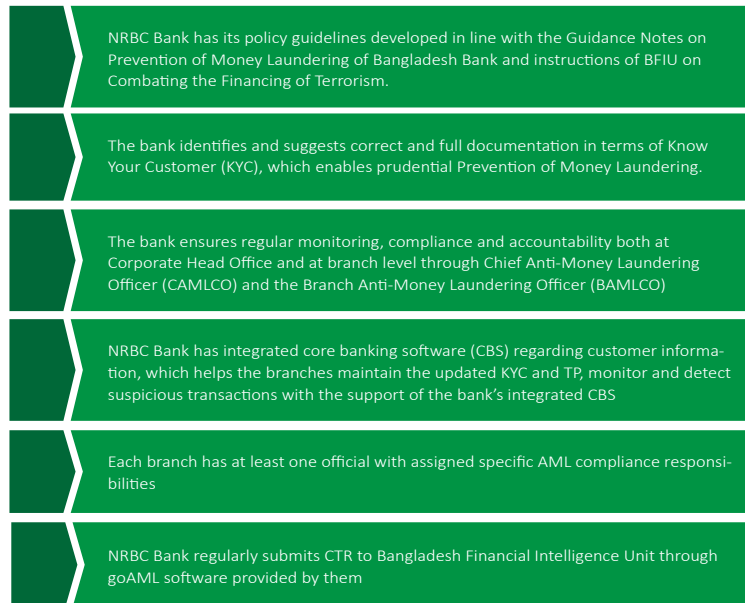 NRBC Bank has its policy guidelines developed in line with the Guidance Notes on
Prevention of Money Laundering of Bangladesh Bank and instructions of BFIU on
Combating the Financing of Terrorism.
The bank identifies and suggests correct and full documentation in terms of Know
Your Customer (KYC), which enables prudential Prevention of Money Laundering.
The bank ensures regular monitoring, compliance and accountability both at
Corporate Head Office and at branch level through Chief Anti-Money Laundering
Officer (CAMLCO) and the Branch Anti-Money Laundering Officer (BAMLCO)
NRBC Bank has integrated core banking software (CBS) regarding customer informa-
tion, which helps the branches maintain the updated KYC and TP, monitor and detect
suspicious transactions with the support of the bank’s integrated CBS
Each branch has at least one official with assigned specific AML compliance responsi-
bilities
NRBC Bank regularly submits CTR to Bangladesh Financial Intelligence Unit through
goAML software provided by them